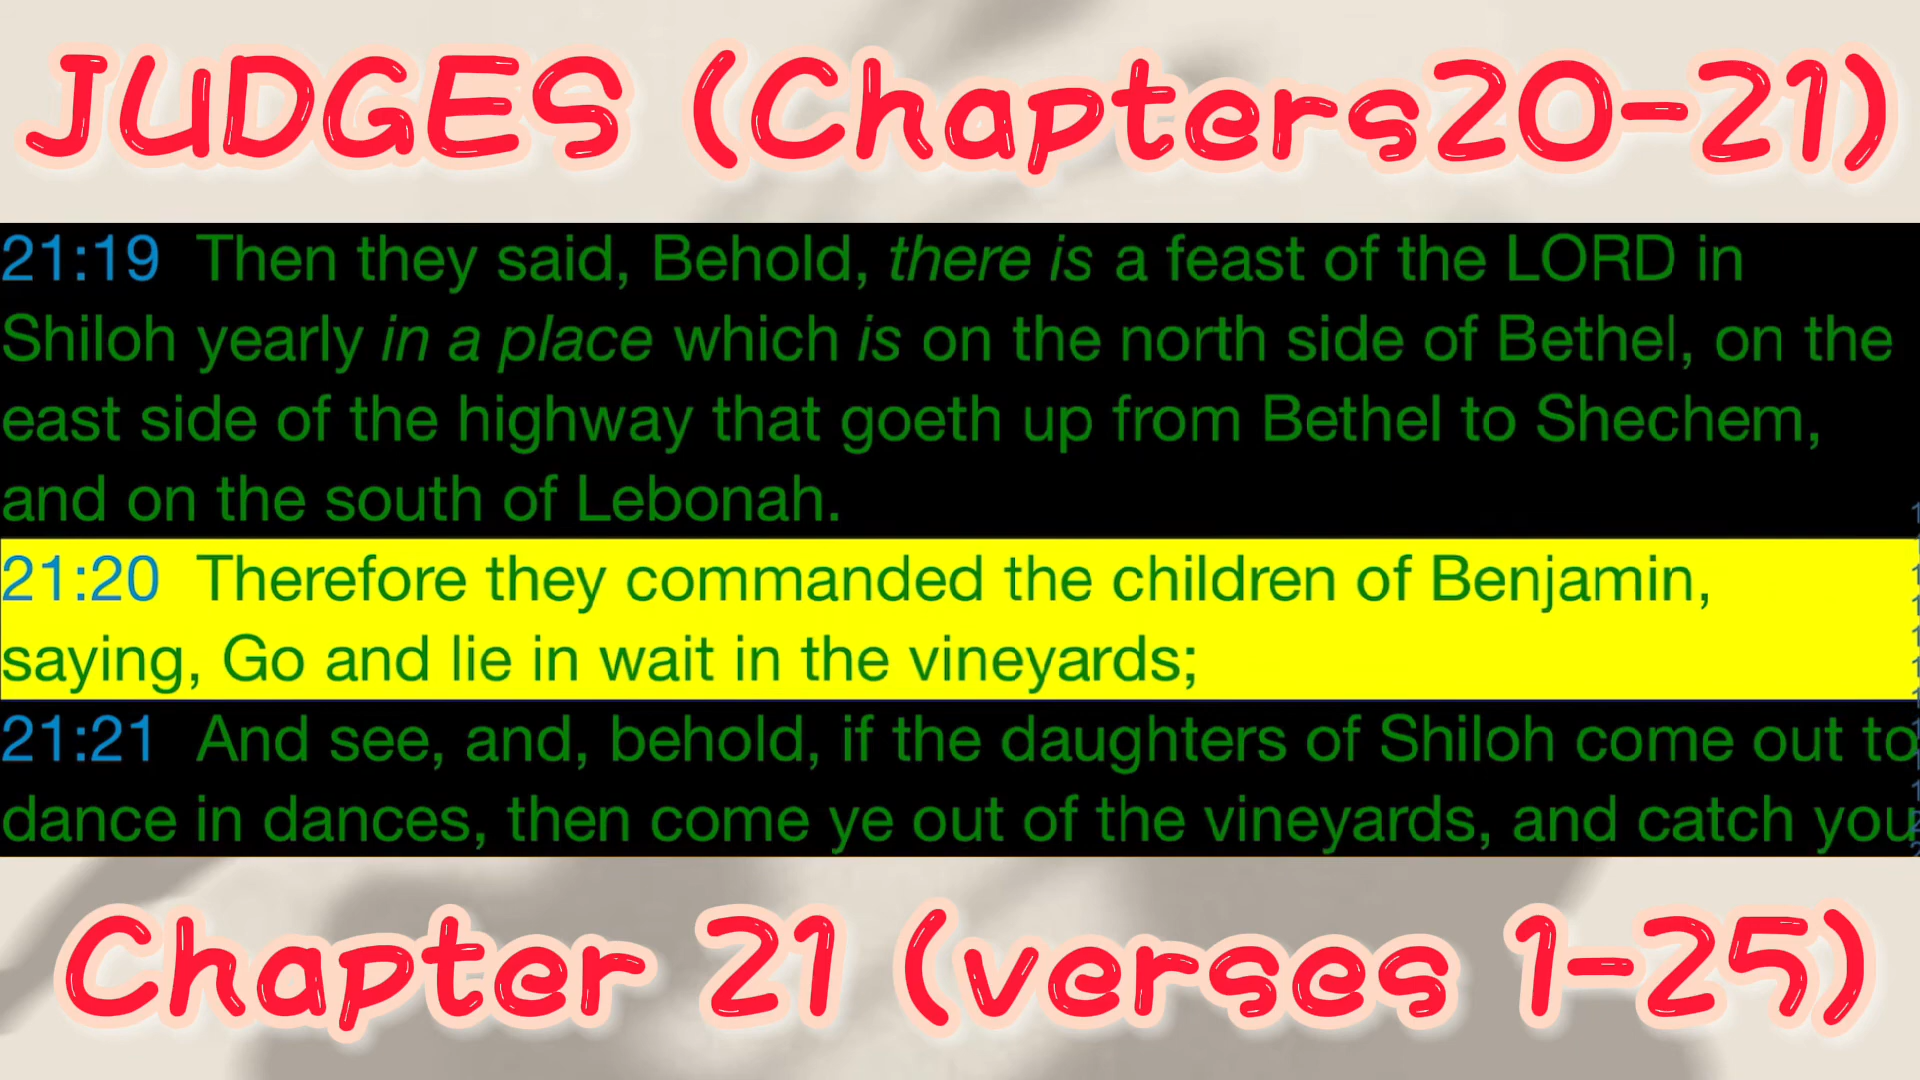 JUDGES (Chapters20-21)
21:19 Then they said, Behold, there is a feast of the LORD in
Shiloh yearly in a place which is on the north side of Bethel, on the
east side of the highway that goeth up from Bethel to Shechem,
and on the south of Lebonah.
21:20 Therefore they commanded the children of Benjamin,
saying, Go and lie in wait in the vineyards;
21:21 And see, and, behold, if the daughters of Shiloh come out to
dance in dances, then come ye out of the vineyards, and catch you
Chapter 21 (verses 1-25)